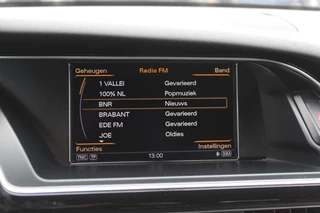 Geheugen Radio FM Band
1 VALLEI Gevarieerd
100% NL Popmuziek
BNR Nieuws
BRABANT Gevarieerd
EDE FM Gevarieerd
JOE Oldies
Functies Instellingen
TMC TP 13:00